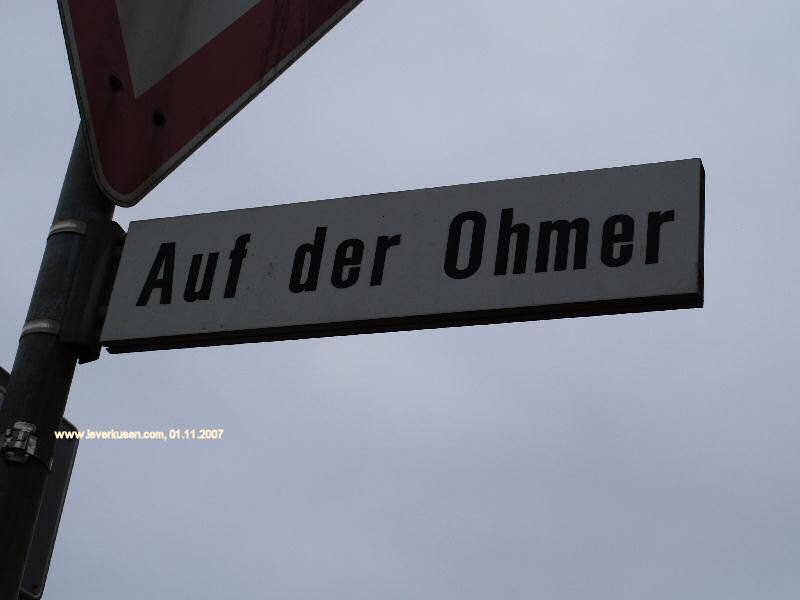 Auf der Ohmer
www.leverkusen.com, 01.11.2007